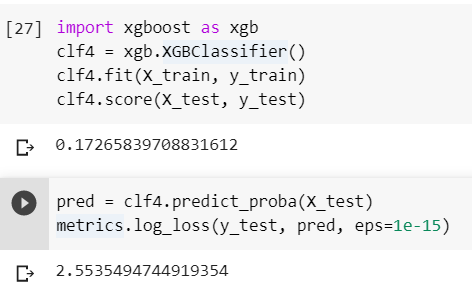 [27] import xgboost as xgb
clf4 = xgb.XGBClassifier()
clf4.fit(X_train, y_train)
clf4.score(X_test, y_test)
0.17265839708831612
pred = clf4.predict_proba(X_test)
metrics.log_loss(y_test, pred, eps=1e-15)
2.5535494744919354